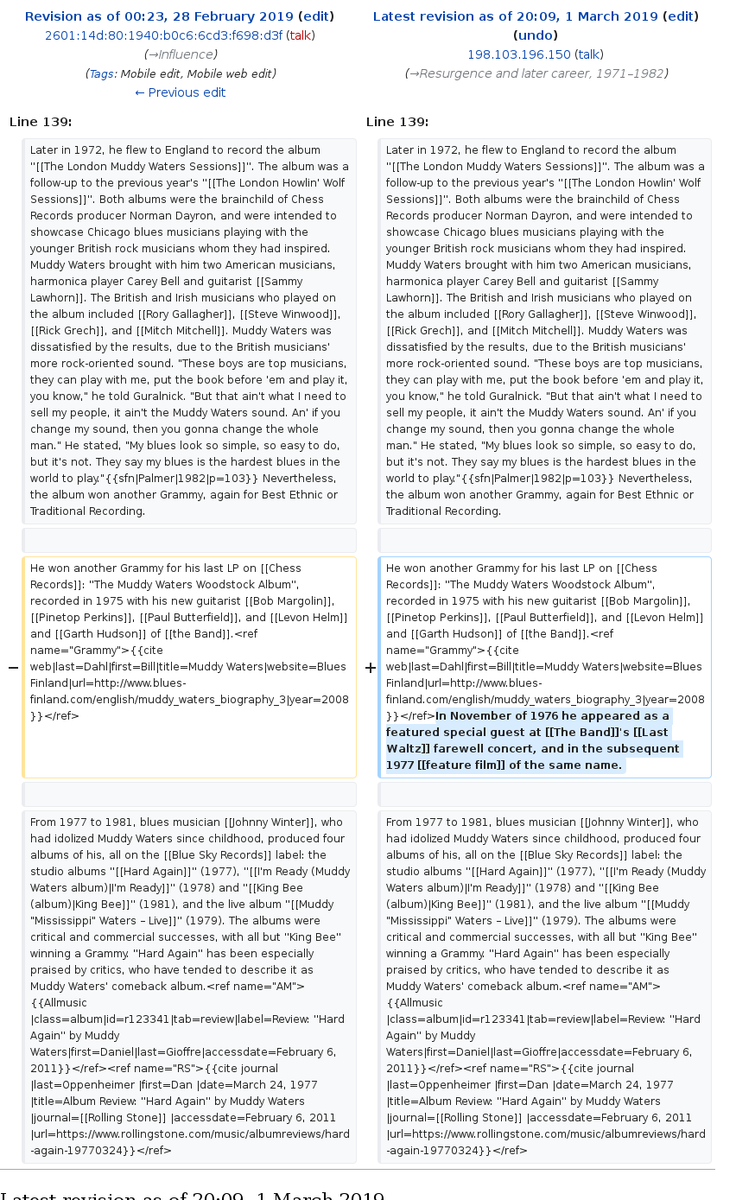 Revision as of 00:23, 28 February 2019 (edit)
2601:14d:80:1940:b0c6:6cd3:f698:d3f (talk)
(→Influence)
(Tags: Mobile edit, Mobile web edit)
← Previous edit
Latest revision as of 20:09, 1 March 2019 (edit)
(undo)
198.103.196.150 (talk)
(→Resurgence and later career, 1971–1982)
Line 139:
Line 139:
Later in 1972, he flew to England to record the album
''[[The London Muddy Waters Sessions]]''. The album was a
follow-up to the previous year's ''[[The London Howlin' Wolf
Sessions]]''. Both albums were the brainchild of Chess
Records producer Norman Dayron, and were intended to
showcase Chicago blues musicians playing with the
younger British rock musicians whom they had inspired.
Muddy Waters brought with him two American musicians,
harmonica player Carey Bell and guitarist [[Sammy
Lawhorn]]. The British and Irish musicians who played on
the album included [[Rory Gallagher]], [[Steve Winwood]],
[[Rick Grech]], and [[Mitch Mitchell]]. Muddy Waters was
dissatisfied by the results, due to the British musicians'
more rock-oriented sound. "These boys are top musicians,
they can play with me, put the book before 'em and play it,
you know," he told Guralnick. "But that ain't what I need to
sell my people, it ain't the Muddy Waters sound. An' if you
change my sound, then you gonna change the whole
man." He stated, "My blues look so simple, so easy to do,
but it's not. They say my blues is the hardest blues in the
world to play."{{sfn|Palmer|1982|p=103}} Nevertheless,
the album won another Grammy, again for Best Ethnic or
Traditional Recording.
Later in 1972, he flew to England to record the album
''[[The London Muddy Waters Sessions]]''. The album was a
follow-up to the previous year's ''[[The London Howlin' Wolf
Sessions]]''. Both albums were the brainchild of Chess
Records producer Norman Dayron, and were intended to
showcase Chicago blues musicians playing with the
younger British rock musicians whom they had inspired.
Muddy Waters brought with him two American musicians,
harmonica player Carey Bell and guitarist [[Sammy
Lawhorn]]. The British and Irish musicians who played on
the album included [[Rory Gallagher]], [[Steve Winwood]],
[[Rick Grech]], and [[Mitch Mitchell]]. Muddy Waters was
dissatisfied by the results, due to the British musicians'
more rock-oriented sound. "These boys are top musicians,
they can play with me, put the book before 'em and play it,
you know," he told Guralnick. "But that ain't what I need to
sell my people, it ain't the Muddy Waters sound. An' if you
change my sound, then you gonna change the whole
man." He stated, "My blues look so simple, so easy to do,
but it's not. They say my blues is the hardest blues in the
world to play."{{sfn|Palmer|1982|p=103}} Nevertheless,
the album won another Grammy, again for Best Ethnic or
Traditional Recording.
−
He won another Grammy for his last LP on [[Chess
Records]]: ''The Muddy Waters Woodstock Album'',
recorded in 1975 with his new guitarist [[Bob Margolin]],
[[Pinetop Perkins]], [[Paul Butterfield]], and [[Levon Helm]]
and [[Garth Hudson]] of [[the Band]].<ref
name="Grammy">{{cite
web|last=Dahl|first=Bill|title=Muddy Waters|website=Blues
Finland|url=http://www.blues-
finland.com/english/muddy_waters_biography_3|year=2008
}}</ref>
+
He won another Grammy for his last LP on [[Chess
Records]]: ''The Muddy Waters Woodstock Album'',
recorded in 1975 with his new guitarist [[Bob Margolin]],
[[Pinetop Perkins]], [[Paul Butterfield]], and [[Levon Helm]]
and [[Garth Hudson]] of [[the Band]].<ref
name="Grammy">{{cite
web|last=Dahl|first=Bill|title=Muddy Waters|website=Blues
Finland|url=http://www.blues-
finland.com/english/muddy_waters_biography_3|year=2008
}}</ref>In November of 1976 he appeared as a
featured special guest at [[The Band]]'s [[Last
Waltz]] farewell concert, and in the subsequent
1977 [[feature film]] of the same name.
From 1977 to 1981, blues musician [[Johnny Winter]], who
had idolized Muddy Waters since childhood, produced four
albums of his, all on the [[Blue Sky Records]] label: the
studio albums ''[[Hard Again]]'' (1977), ''[[I'm Ready (Muddy
Waters album)|I'm Ready]]'' (1978) and ''[[King Bee
(album)|King Bee]]'' (1981), and the live album ''[[Muddy
"Mississippi" Waters – Live]]'' (1979). The albums were
critical and commercial successes, with all but ''King Bee''
winning a Grammy. ''Hard Again'' has been especially
praised by critics, who have tended to describe it as
Muddy Waters' comeback album.<ref name="AM">
{{Allmusic
|class=album|id=r123341|tab=review|label=Review: ''Hard
Again'' by Muddy
Waters|first=Daniel|last=Gioffre|accessdate=February 6,
2011}}</ref><ref name="RS">{{cite journal
|last=Oppenheimer |first=Dan |date=March 24, 1977
|title=Album Review: ''Hard Again'' by Muddy Waters
|journal=[[Rolling Stone]] |accessdate=February 6, 2011
|url=https://www.rollingstone.com/music/albumreviews/hard
-again-19770324}}</ref>
From 1977 to 1981, blues musician [[Johnny Winter]], who
had idolized Muddy Waters since childhood, produced four
albums of his, all on the [[Blue Sky Records]] label: the
studio albums ''[[Hard Again]]'' (1977), ''[[I'm Ready (Muddy
Waters album)|I'm Ready]]'' (1978) and ''[[King Bee
(album)|King Bee]]'' (1981), and the live album ''[[Muddy
"Mississippi" Waters – Live]]'' (1979). The albums were
critical and commercial successes, with all but ''King Bee''
winning a Grammy. ''Hard Again'' has been especially
praised by critics, who have tended to describe it as
Muddy Waters' comeback album.<ref name="AM">
{{Allmusic
|class=album|id=r123341|tab=review|label=Review: ''Hard
Again'' by Muddy
Waters|first=Daniel|last=Gioffre|accessdate=February 6,
2011}}</ref><ref name="RS">{{cite journal
|last=Oppenheimer |first=Dan |date=March 24, 1977
|title=Album Review: ''Hard Again'' by Muddy Waters
|journal=[[Rolling Stone]] |accessdate=February 6, 2011
|url=https://www.rollingstone.com/music/albumreviews/hard
-again-19770324}}</ref>
Latest revision as of 20:09, 1 March 2019